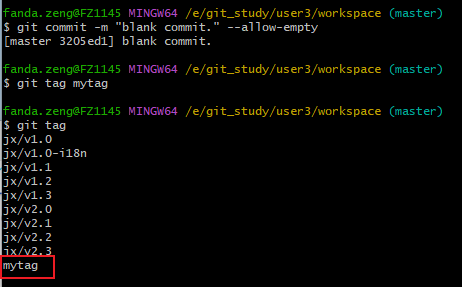 fanda.zeng@FZ1145 MINGW64 /e/git_study/user3/workspace (master)
$ git commit -m "blank commit." --allow-empty
[master 3205ed1] blank commit.
fanda.zeng@FZ1145 MINGW64 /e/git_study/user3/workspace (master)
$ git tag mytag
fanda.zeng@FZ1145 MINGW64 /e/git_study/user3/workspace (master)
$ git tag
jx/v1.0
jx/v1.0-i18n
jx/v1.1
jx/v1.2
jx/v1.3
jx/v2.0
jx/v2.1
jx/v2.2
jx/v2.3
mytag